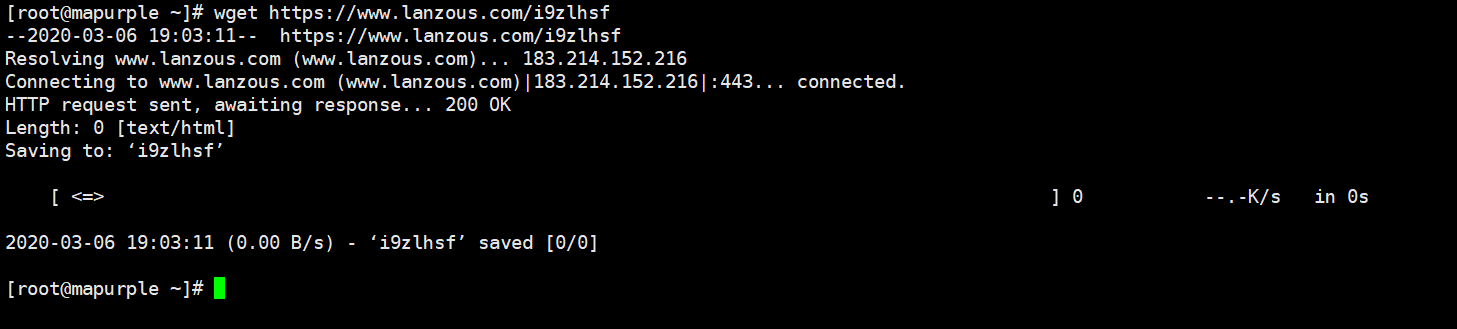 [root@mapurple ~]# wget https://www.lanzous.com/i9zlhsf
--2020-03-06 19:03:11--  https://www.lanzous.com/i9zlhsf
Resolving www.lanzous.com (www.lanzous.com)... 183.214.152.216
Connecting to www.lanzous.com (www.lanzous.com)|183.214.152.216|:443... connected.
HTTP request sent, awaiting response... 200 OK
Length: 0 [text/html]
Saving to: ‘i9zlhsf’
[ <=> ] 0 --.-K/s in 0s
2020-03-06 19:03:11 (0.00 B/s) - ‘i9zlhsf’ saved [0/0]
[root@mapurple ~]#